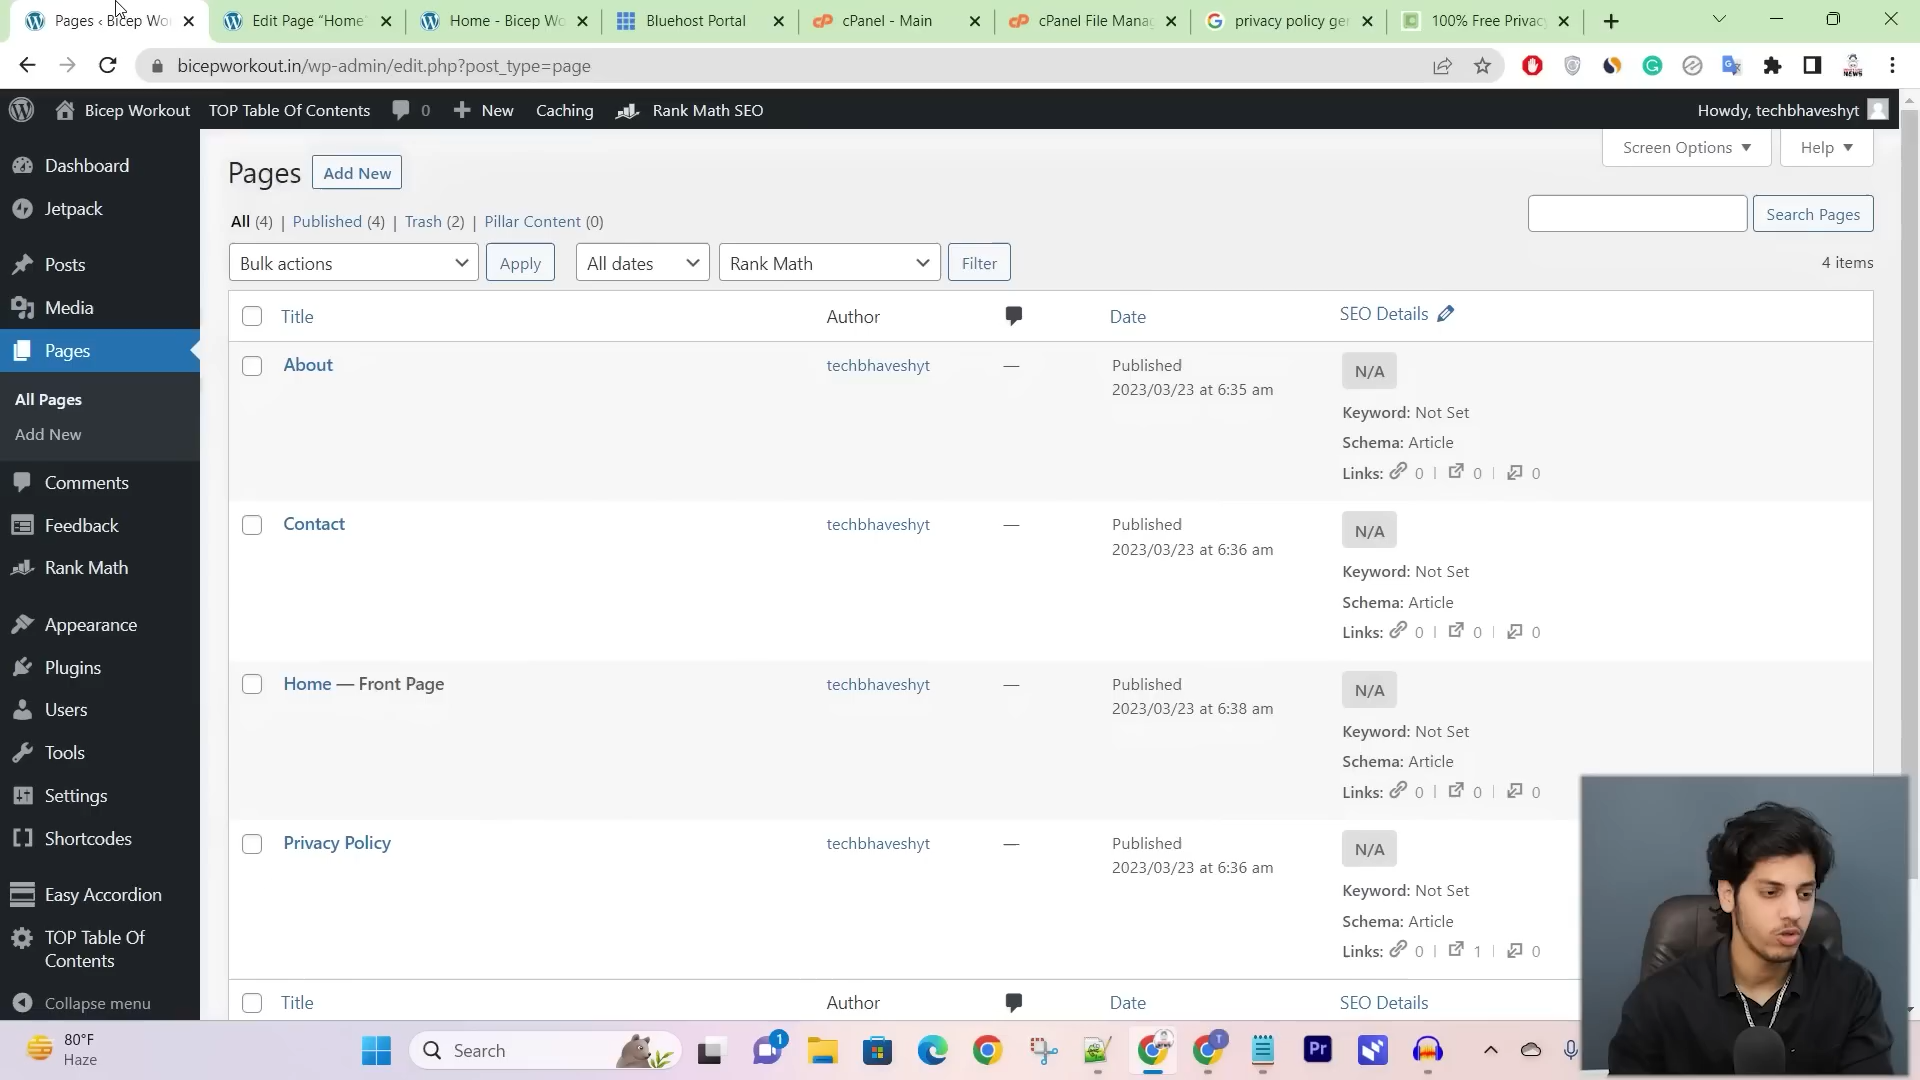 Pages ‹ Bicep Wo
Edit Page “Home”
Home - Bicep Wo
Bluehost Portal
cPanel - Main
cPanel File Mana
privacy policy ge
100% Free Privac
bicepworkout.in/wp-admin/edit.php?post_type=page
NEWS
Bicep Workout
TOP Table Of Contents
0
New
Caching
Rank Math SEO
Howdy, techbhaveshyt
Dashboard
Jetpack
Posts
Media
Pages
All Pages
Add New
Comments
Feedback
Rank Math
Appearance
Plugins
Users
Tools
Settings
Shortcodes
Easy Accordion
TOP Table Of
Contents
Collapse menu
Screen Options
Help
Pages
Add New
All (4) | Published (4) | Trash (2) | Pillar Content (0)
Search Pages
Bulk actions
Apply
All dates
Rank Math
Filter
4 items
Title Author Date SEO Details
About techbhaveshyt — Published
2023/03/23 at 6:35 am
N/A
Keyword: Not Set
Schema: Article
Links: 0 | 0 | 0
Contact techbhaveshyt — Published
2023/03/23 at 6:36 am
N/A
Keyword: Not Set
Schema: Article
Links: 0 | 0 | 0
Home — Front Page techbhaveshyt — Published
2023/03/23 at 6:38 am
N/A
Keyword: Not Set
Schema: Article
Links: 0 | 0 | 0
Privacy Policy techbhaveshyt — Published
2023/03/23 at 6:36 am
N/A
Keyword: Not Set
Schema: Article
Links: 0 | 1 | 0
Title Author Date SEO Details
80°F
Haze
Search
1
T
Pr